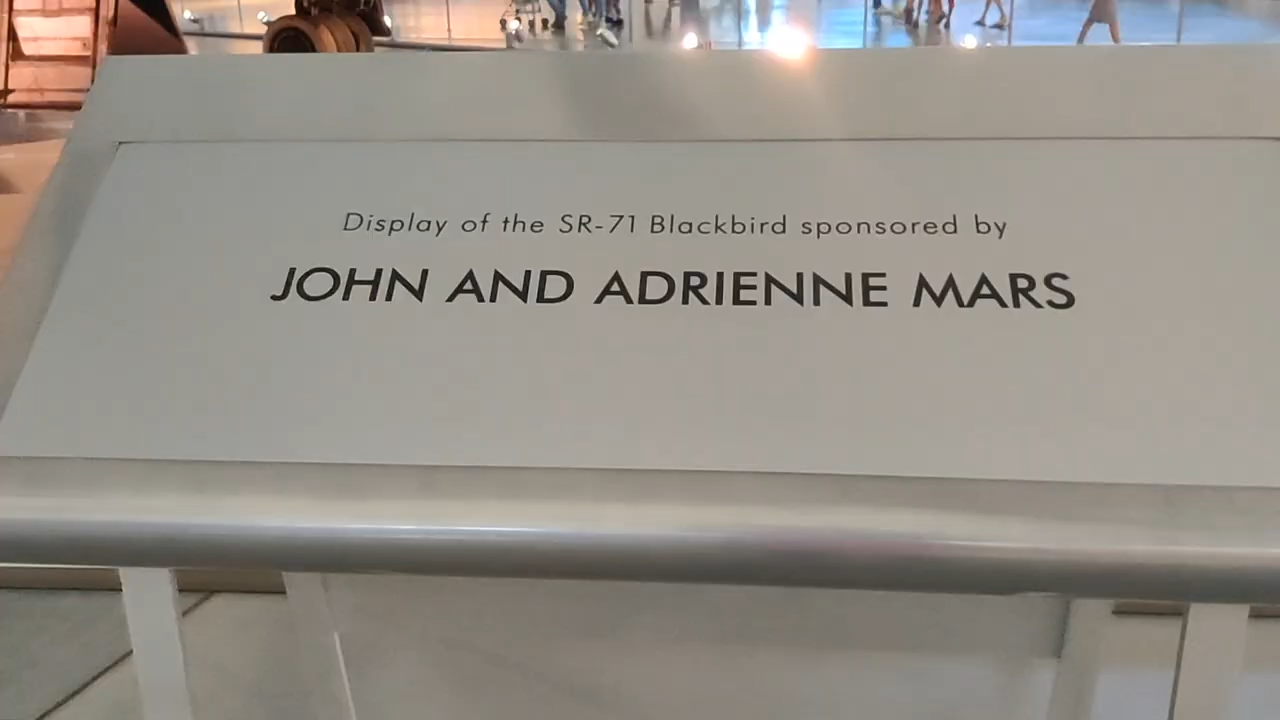 Display of the SR-71 Blackbird sponsored by
JOHN AND ADRIENNE MARS